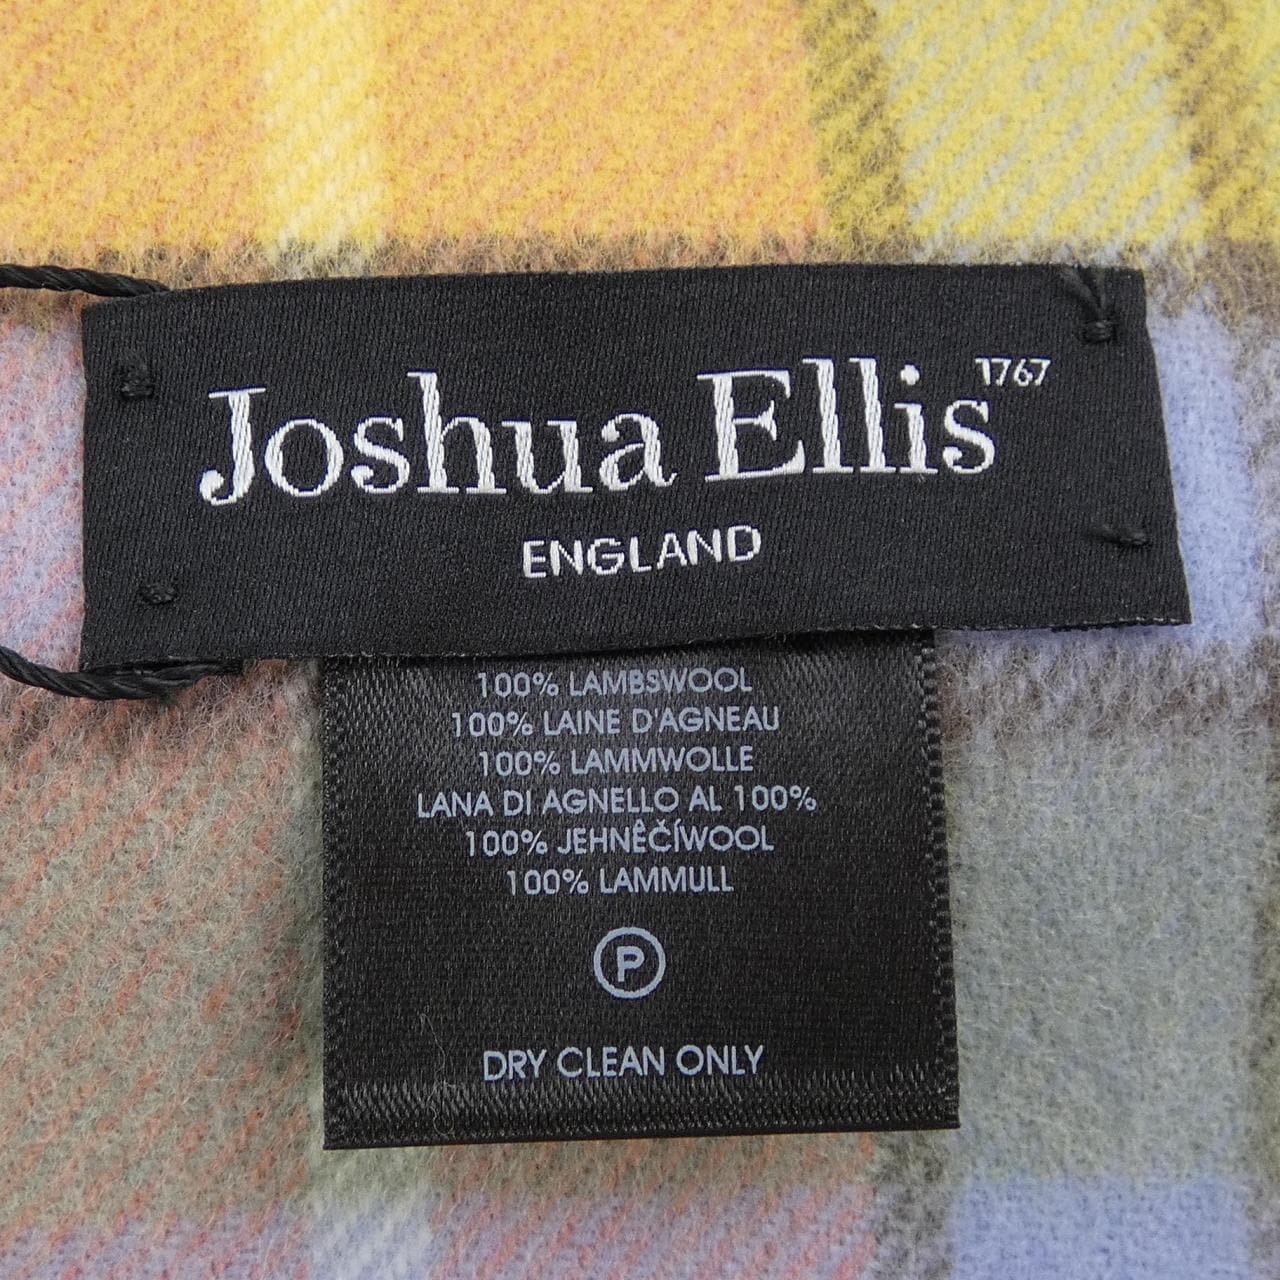 Joshua Ellis 1767
ENGLAND
100% LAMBSWOOL
100% LAINE D'AGNEAU
100% LAMMWOLLE
LANA DI AGNELLO AL 100%
100% JEHNÊČÍWOOL
100% LAMMULL
P
DRY CLEAN ONLY